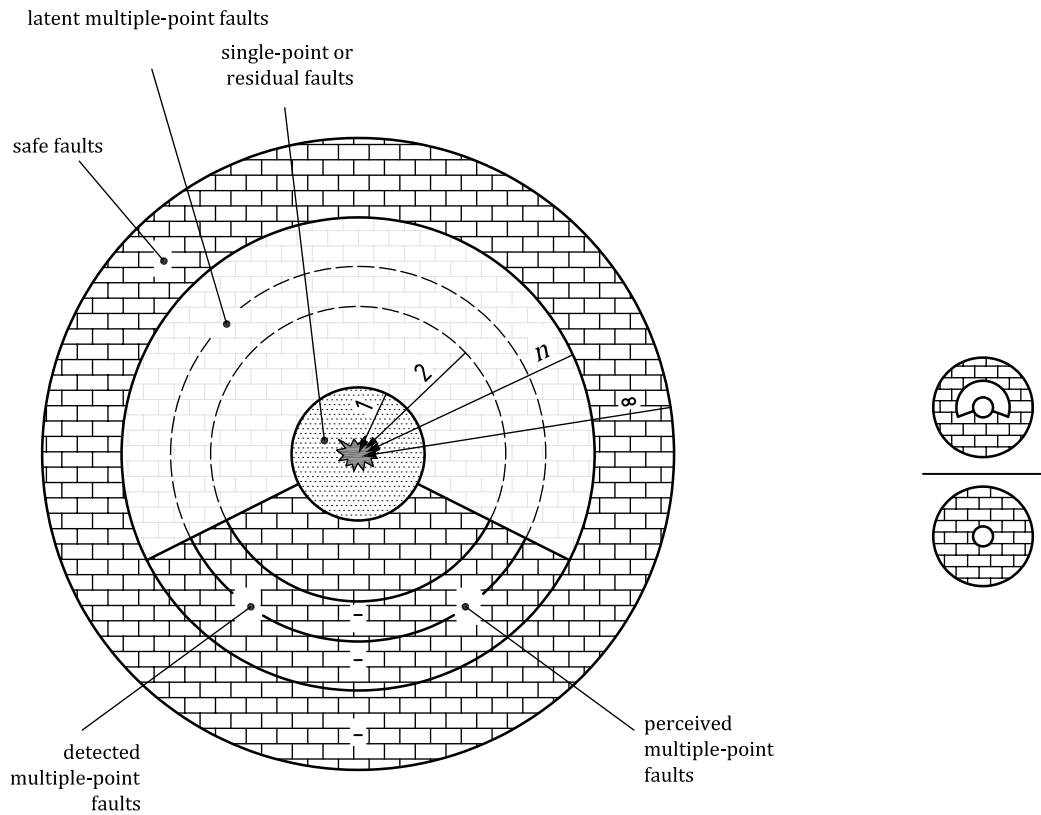 latent multiple-point faults
single-point or
residual faults
safe faults
1
2
n
∞
detected
multiple-point
faults
perceived
multiple-point
faults